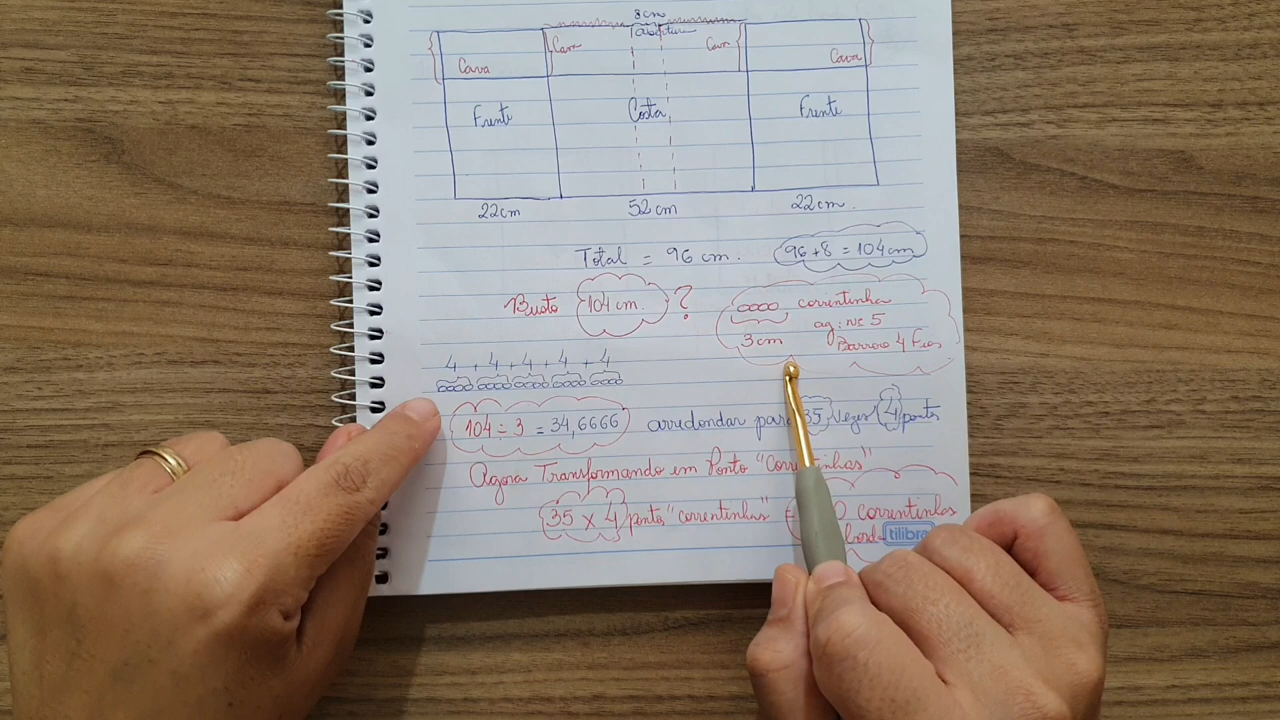 8cm
abertura
Cava Cava
Cava Cava
Frente Costa Frente
22cm 52cm 22cm.
Total = 96 cm. 96+8 = 104cm
Busto 104 cm. ? correntinha
ag: nº 5
3cm Barroco 4 Fios
4 + 4 + 4 + 4 + 4
104 ÷ 3 = 34,6666 arredondar para 35, vezes 4 pontos
Agora Transformando em Ponto "Correntinhas"
35 x 4 pontos "correntinhas" = 0 correntinhas
tilibra